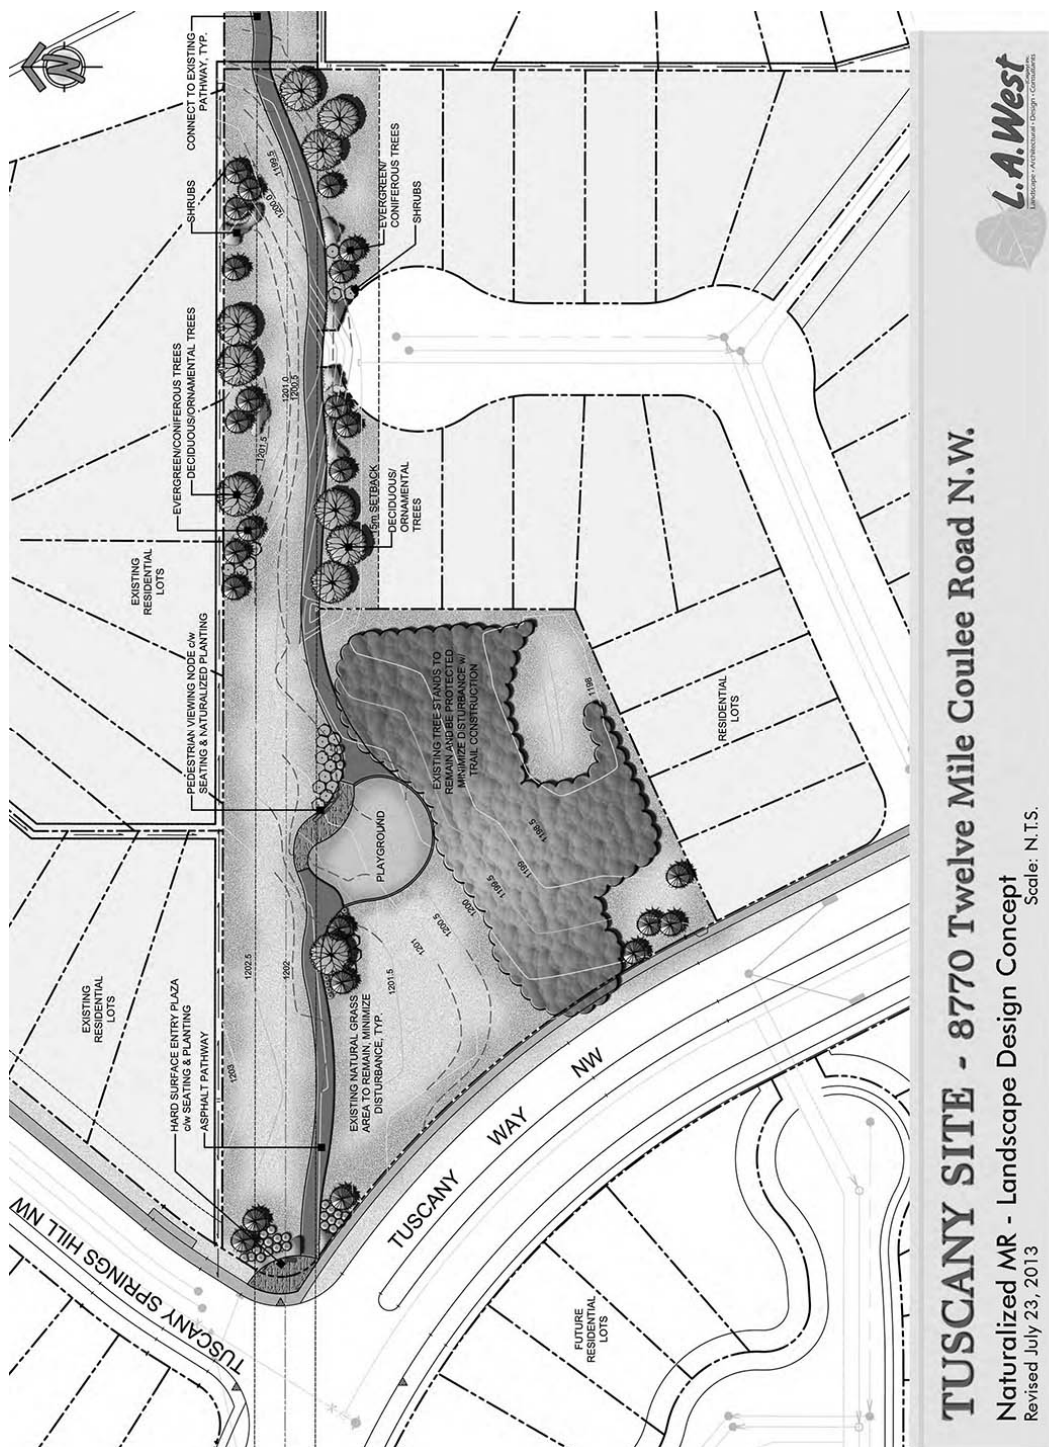 N
CONNECT TO EXISTING
PATHWAY, TYP.
SHRUBS
EVERGREEN/CONIFEROUS TREES
DECIDUOUS/ORNAMENTAL TREES
EXISTING
RESIDENTIAL
LOTS
PEDESTRIAN VIEWING NODE c/w
SEATING & NATURALIZED PLANTING
EXISTING
RESIDENTIAL
LOTS
HARD SURFACE ENTRY PLAZA
c/w SEATING & PLANTING
ASPHALT PATHWAY
TUSCANY SPRINGS HILL NW
1199.5
1200.0
1201.0
1200.5
1201.5
1202.5
1202
1203
EVERGREEN/
CONIFEROUS TREES
SHRUBS
15m SETBACK
DECIDUOUS/
ORNAMENTAL
TREES
EXISTING TREE STANDS TO
REMAIN AND BE PROTECTED
MINIMIZE DISTURBANCE w/
TRAIL CONSTRUCTION
PLAYGROUND
1198
1198.5
1199
1199.5
1200
1200.5
1201
1201.5
EXISTING NATURAL GRASS
AREA TO REMAIN, MINIMIZE
DISTURBANCE, TYP.
RESIDENTIAL
LOTS
TUSCANY WAY NW
FUTURE
RESIDENTIAL
LOTS
TUSCANY SITE - 8770 Twelve Mile Coulee Road N.W.
Naturalized MR - Landscape Design Concept
Revised July 23, 2013
Scale: N.T.S.
L.A.West
Landscape • Architectural • Design • Consultants